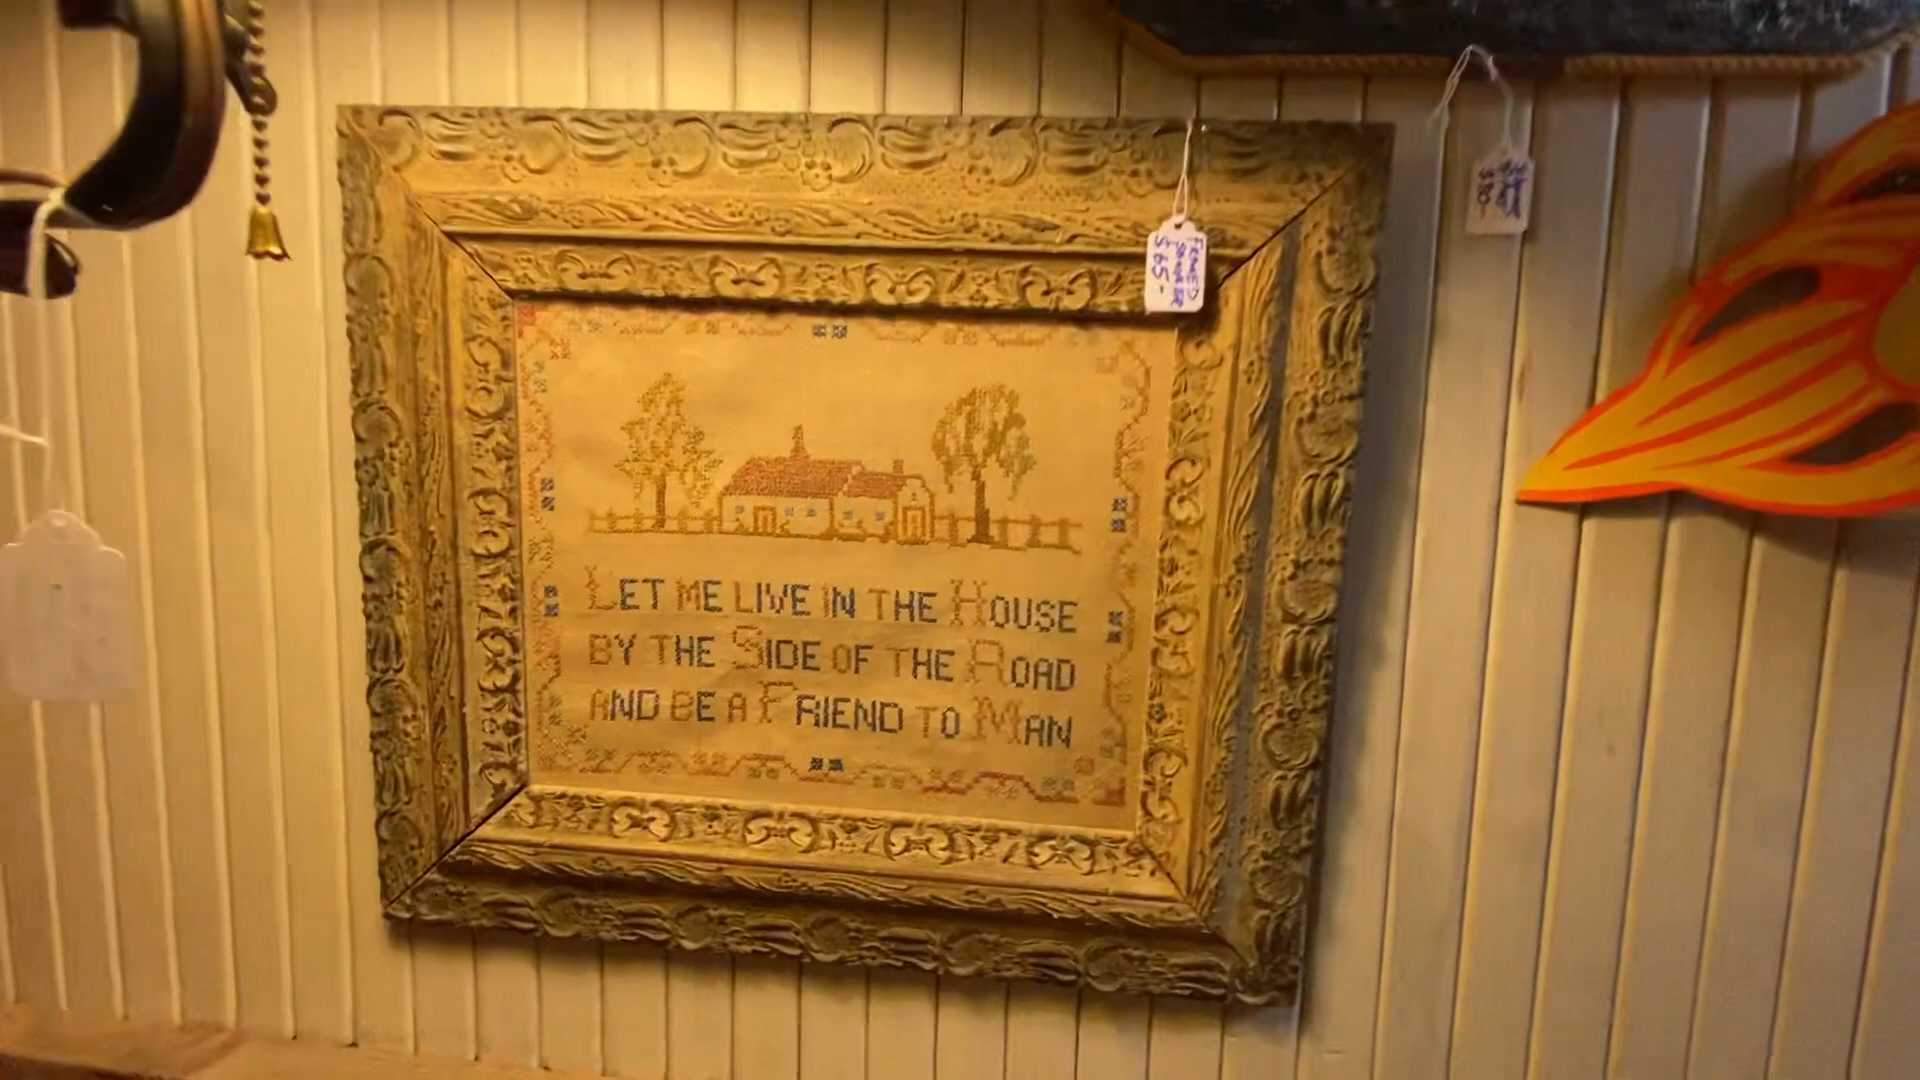 LET ME LIVE IN THE HOUSE
BY THE SIDE OF THE ROAD
AND BE A FRIEND TO MAN
FRAMED
SAMPLER
$65-